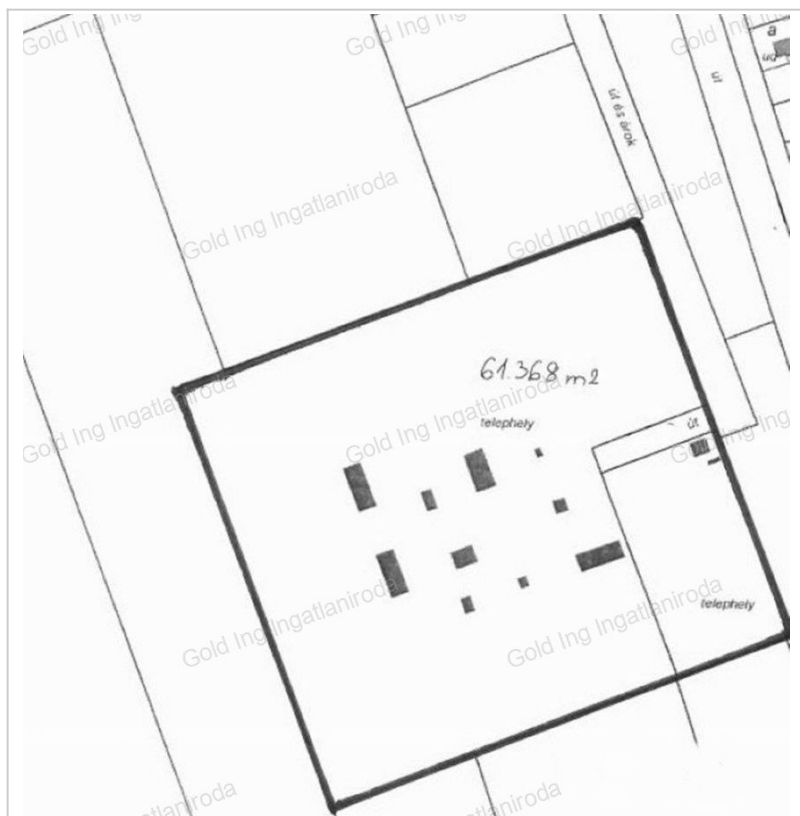 Gold Ing In
Gold Ing Ingatlaniroda
Gold Ing
a
út
út és árok
Gold Ing Ingatlaniroda
Gold Ing Ingatlaniroda
61.368 m2
telephely
út
Gold Ing Ingatlaniroda
Gold Ing Ingatlaniroda
Gold Ing
telephely
Gold Ing Ingatlaniroda
Gold Ing Ingatlaniroda